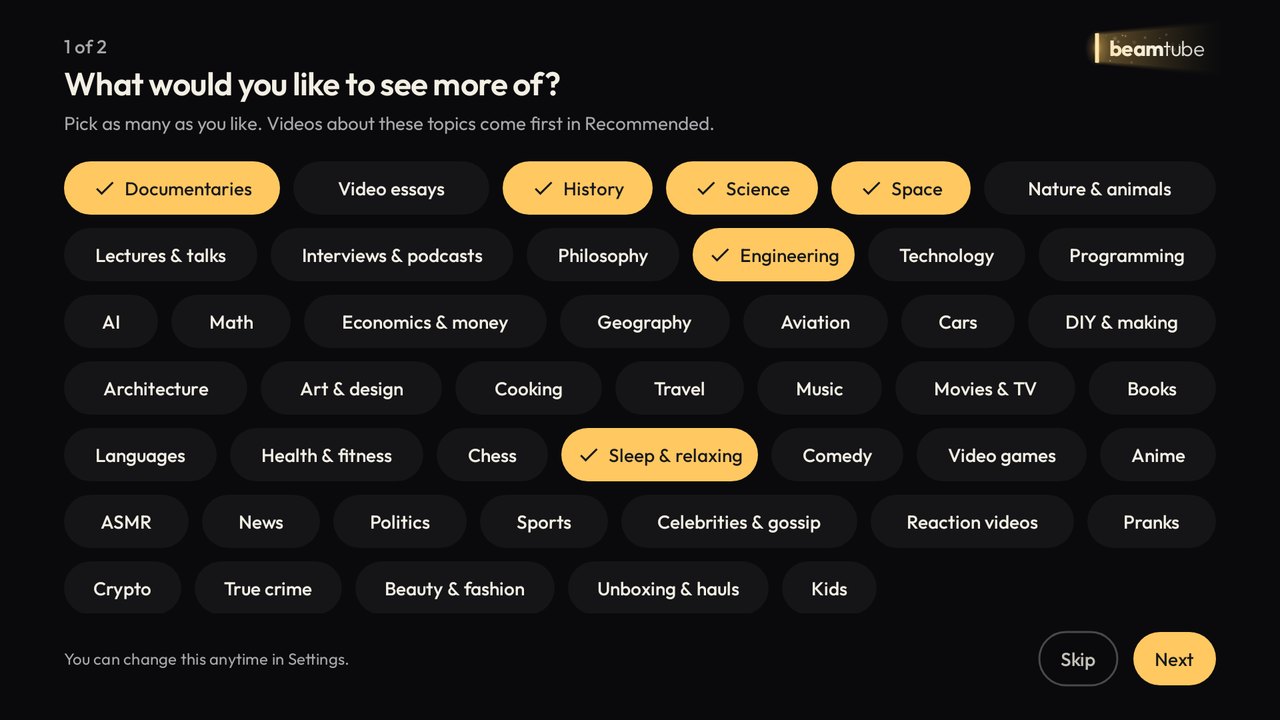 1 of 2
beamtube
What would you like to see more of?
Pick as many as you like. Videos about these topics come first in Recommended.
Documentaries Video essays History Science Space Nature & animals
Lectures & talks Interviews & podcasts Philosophy Engineering Technology Programming
AI Math Economics & money Geography Aviation Cars DIY & making
Architecture Art & design Cooking Travel Music Movies & TV Books
Languages Health & fitness Chess Sleep & relaxing Comedy Video games Anime
ASMR News Politics Sports Celebrities & gossip Reaction videos Pranks
Crypto True crime Beauty & fashion Unboxing & hauls Kids
You can change this anytime in Settings. Skip Next